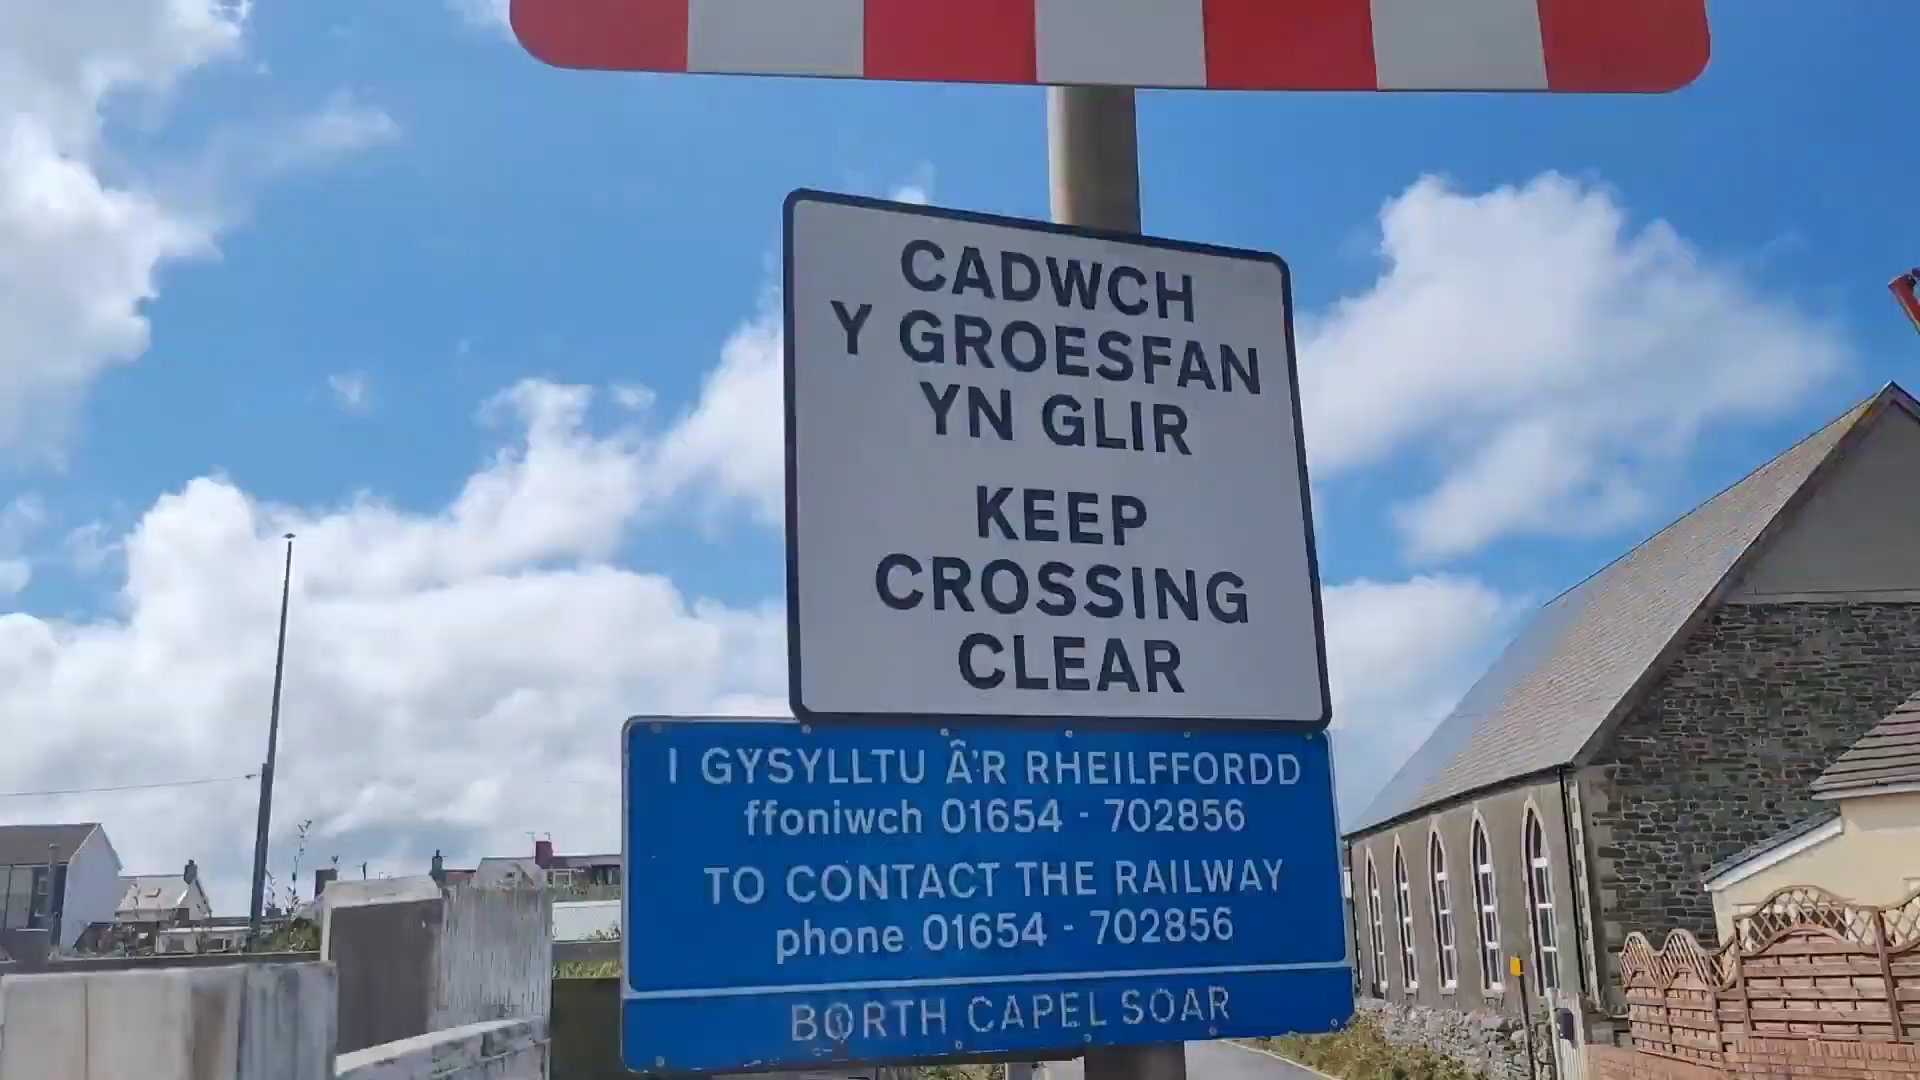 CADWCH
Y GROESFAN
YN GLIR
KEEP
CROSSING
CLEAR
I GYSYLLTU Â'R RHEILFFORDD
ffoniwch 01654 - 702856
TO CONTACT THE RAILWAY
phone 01654 - 702856
BORTH CAPEL SOAR